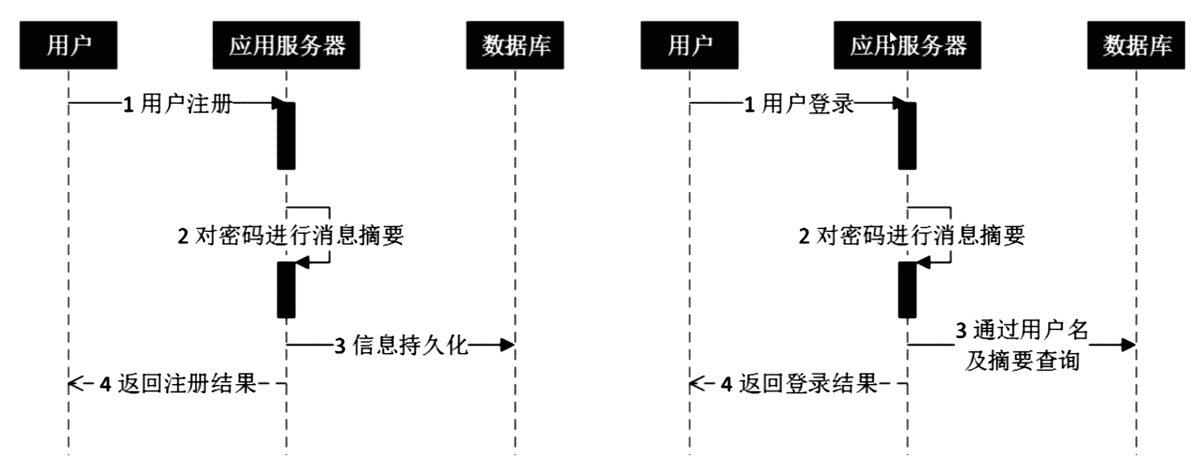 用户
应用服务器
数据库
1 用户注册
2 对密码进行消息摘要
3 信息持久化
4 返回注册结果
用户
应用服务器
数据库
1 用户登录
2 对密码进行消息摘要
3 通过用户名
及摘要查询
4 返回登录结果